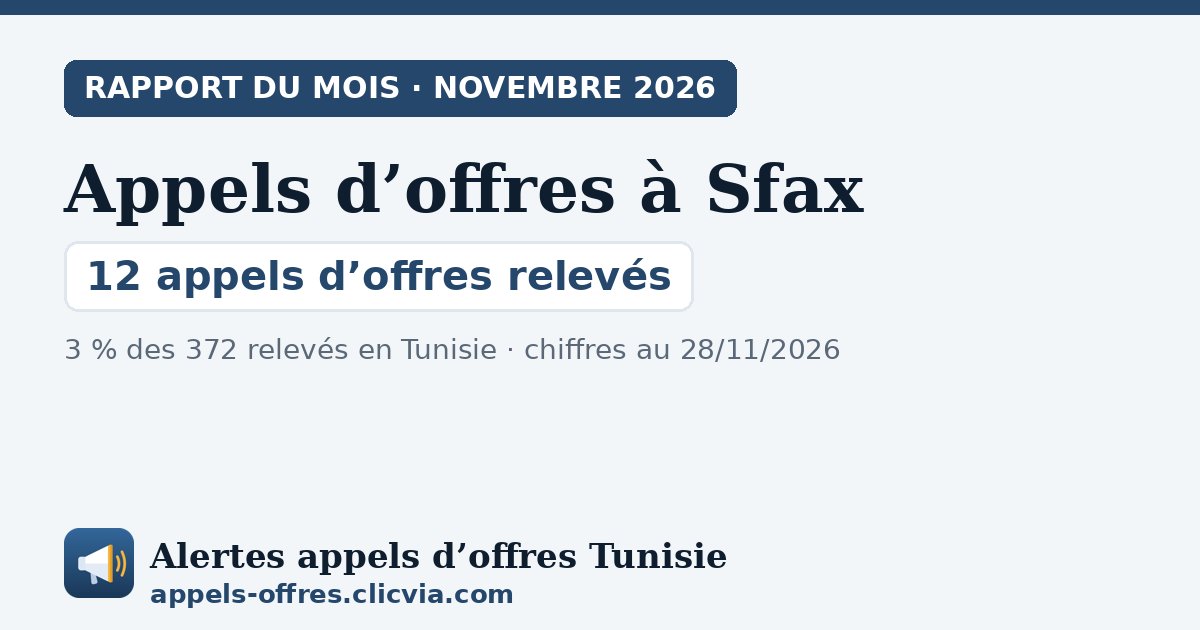 RAPPORT DU MOIS · NOVEMBRE 2026
Appels d’offres à Sfax
12 appels d’offres relevés
3 % des 372 relevés en Tunisie · chiffres au 28/11/2026
Alertes appels d’offres Tunisie
appels-offres.clicvia.com